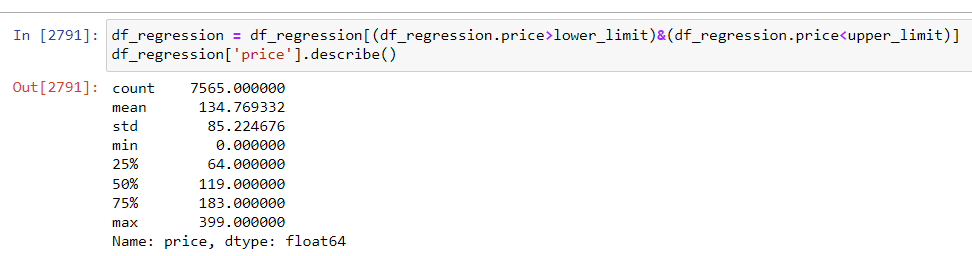 In [2791]: df_regression = df_regression[(df_regression.price>lower_limit)&(df_regression.price<upper_limit)]
df_regression['price'].describe()
Out[2791]: count 7565.000000
mean 134.769332
std 85.224676
min 0.000000
25% 64.000000
50% 119.000000
75% 183.000000
max 399.000000
Name: price, dtype: float64